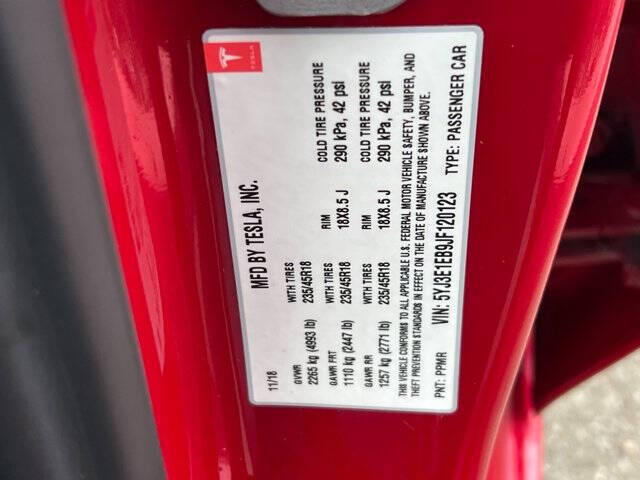 TESLA
MFD BY TESLA, INC.
11/18
GVWR WITH TIRES COLD TIRE PRESSURE
2265 kg (4993 lb) 235/45R18 290 kPa, 42 psi
GAWR FRT WITH TIRES RIM
1110 kg (2447 lb) 235/45R18 18X8.5 J
GAWR RR RIM COLD TIRE PRESSURE
1257 kg (2771 lb) 235/45R18 18X8.5 J 290 kPa, 42 psi
THIS VEHICLE CONFORMS TO ALL APPLICABLE U.S. FEDERAL MOTOR VEHICLE SAFETY, BUMPER, AND
THEFT PREVENTION STANDARDS IN EFFECT ON THE DATE OF MANUFACTURE SHOWN ABOVE.
VIN: 5YJ3E1EB9JF120123
PNT: PPMR TYPE: PASSENGER CAR